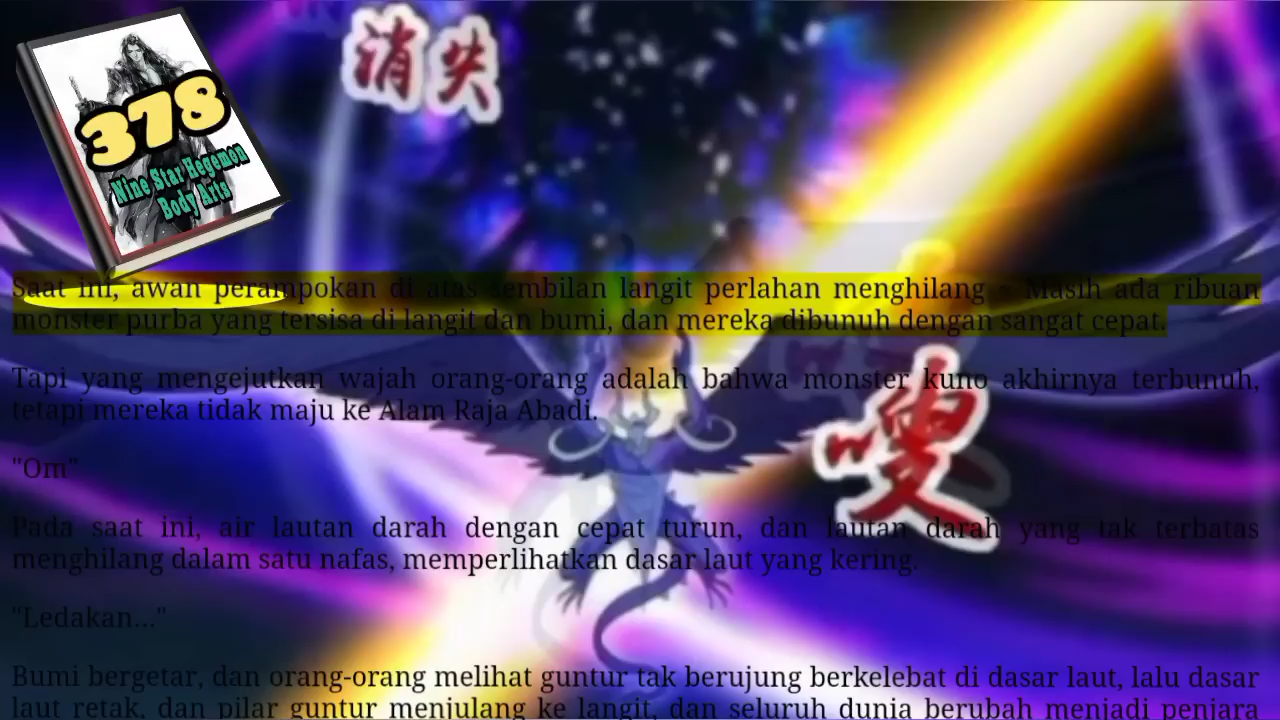 消失
378
Nine Star Hegemon
Body Arts
Saat ini, awan perampokan di atas sembilan langit perlahan menghilang. Masih ada ribuan
monster purba yang tersisa di langit dan bumi, dan mereka dibunuh dengan sangat cepat.
Tapi yang mengejutkan wajah orang-orang adalah bahwa monster kuno akhirnya terbunuh,
tetapi mereka tidak maju ke Alam Raja Abadi.
嗖
"Om"
Pada saat ini, air lautan darah dengan cepat turun, dan lautan darah yang tak terbatas
menghilang dalam satu nafas, memperlihatkan dasar laut yang kering.
"Ledakan..."
Bumi bergetar, dan orang-orang melihat guntur tak berujung berkelebat di dasar laut, lalu dasar
laut retak, dan pilar guntur menjulang ke langit, dan seluruh dunia berubah menjadi penjara